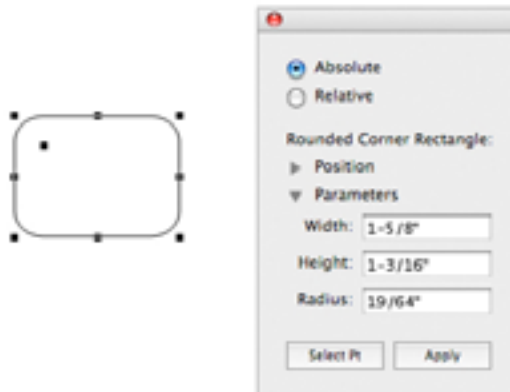 Absolute
Relative
Rounded Corner Rectangle:
Position
Parameters
Width: 1-5/8"
Height: 1-3/16"
Radius: 19/64"
Select Pt Apply